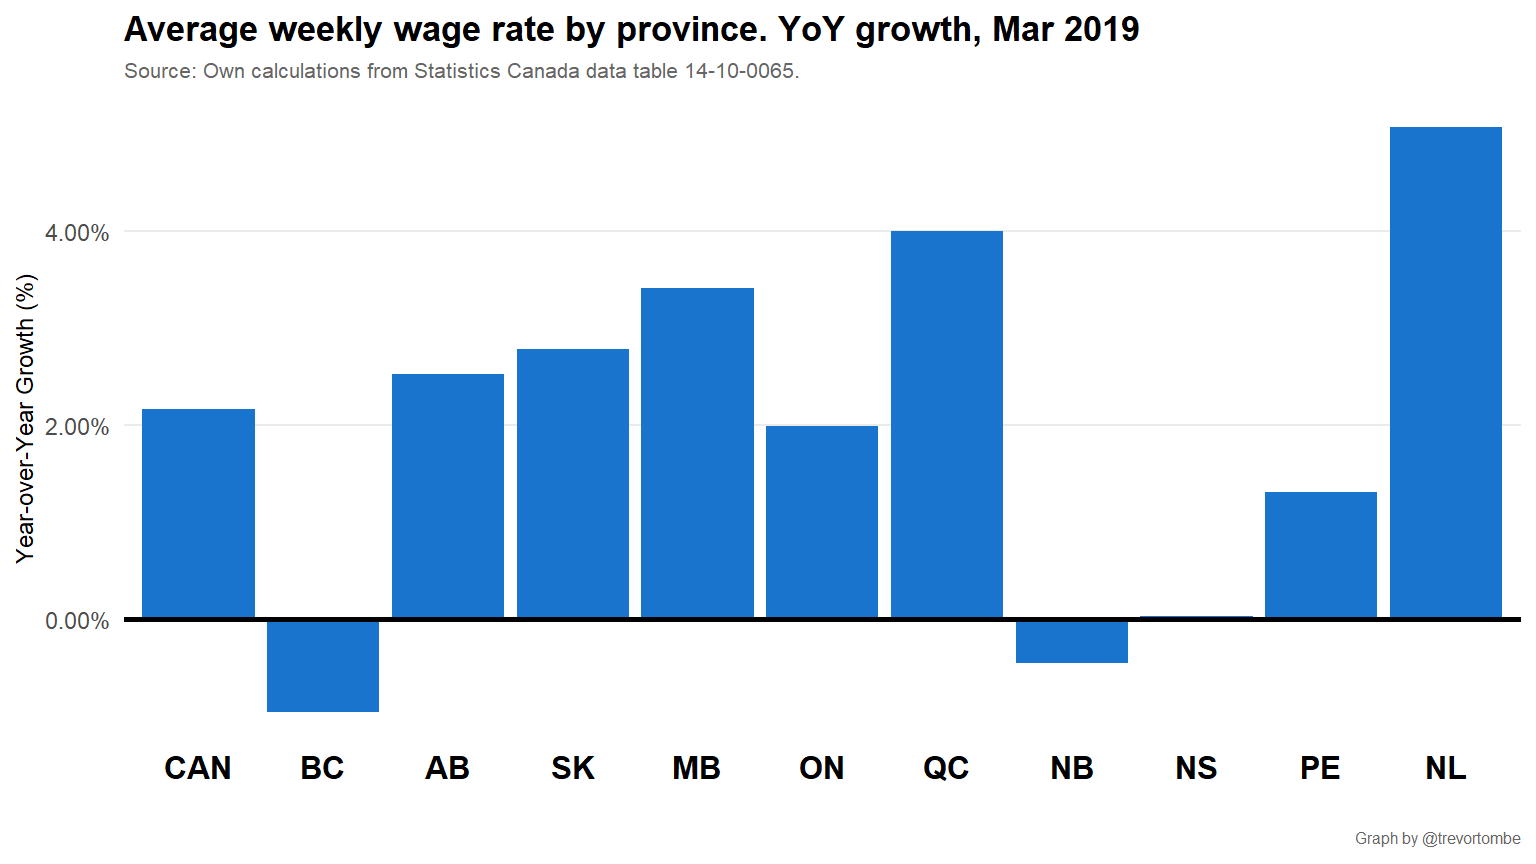 Average weekly wage rate by province. YoY growth, Mar 2019
Source: Own calculations from Statistics Canada data table 14-10-0065.
Year-over-Year Growth (%)
4.00%
2.00%
0.00%
CAN BC AB SK MB ON QC NB NS PE NL
Graph by @trevortombe